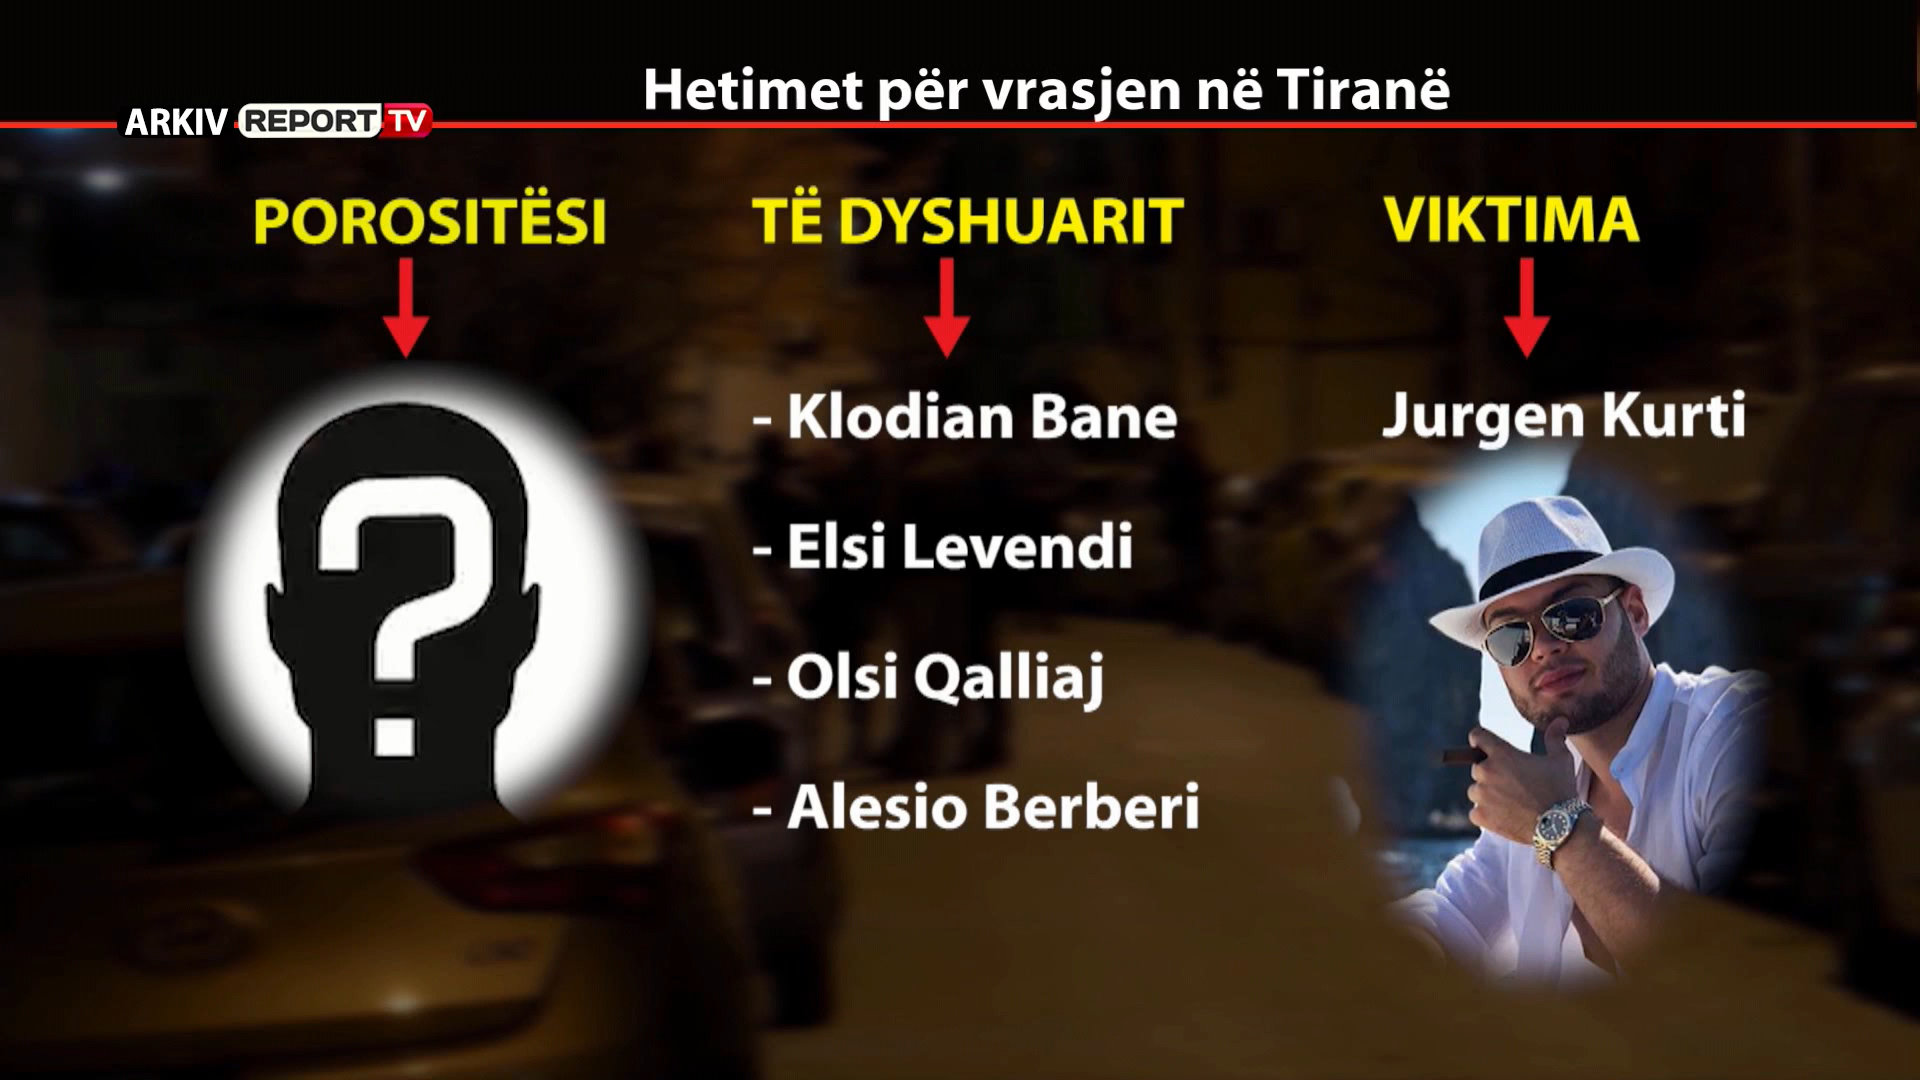 Hetimet për vrasjen në Tiranë
ARKIV REPORT TV
POROSITËSI
TË DYSHUARIT
- Klodian Bane
- Elsi Levendi
- Olsi Qalliaj
- Alesio Berberi
VIKTIMA
Jurgen Kurti